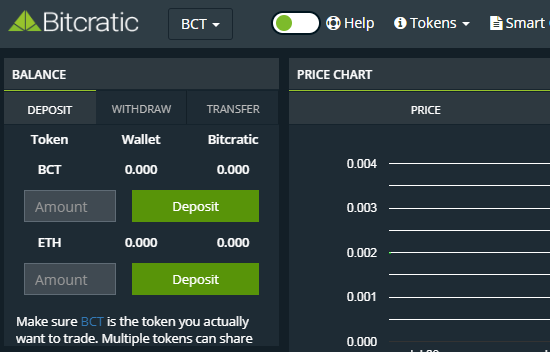 Bitcratic BCT Help Tokens Smart
BALANCE
DEPOSIT WITHDRAW TRANSFER
Token Wallet Bitcratic
BCT 0.000 0.000
Amount Deposit
ETH 0.000 0.000
Amount Deposit
Make sure BCT is the token you actually
want to trade. Multiple tokens can share
PRICE CHART
PRICE
0.004
0.003
0.002
0.001
0.000